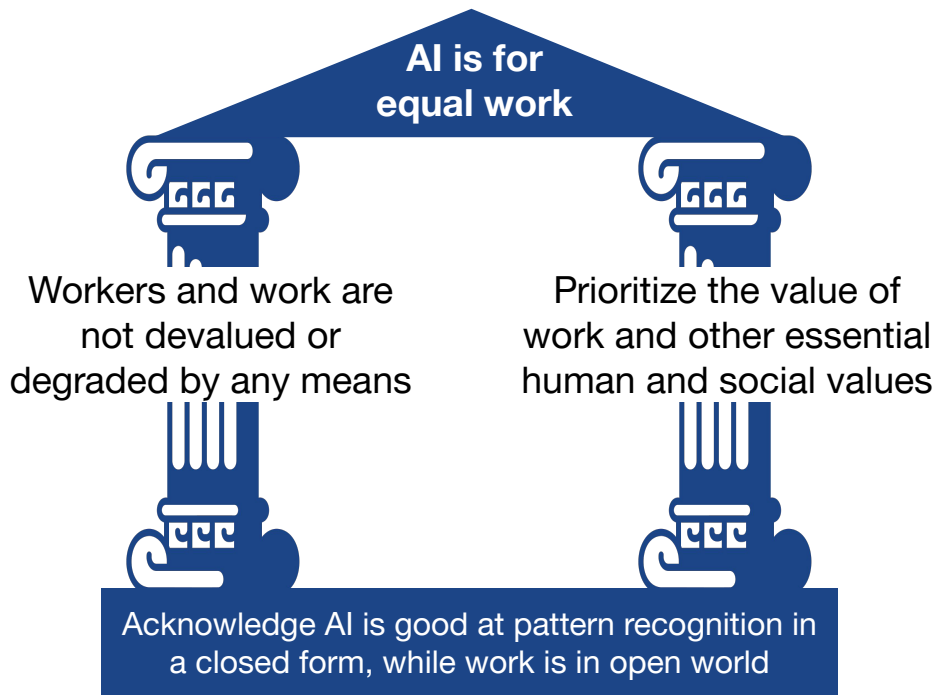 AI is for
equal work
Workers and work are
not devalued or
degraded by any means
Prioritize the value of
work and other essential
human and social values
Acknowledge AI is good at pattern recognition in
a closed form, while work is in open world